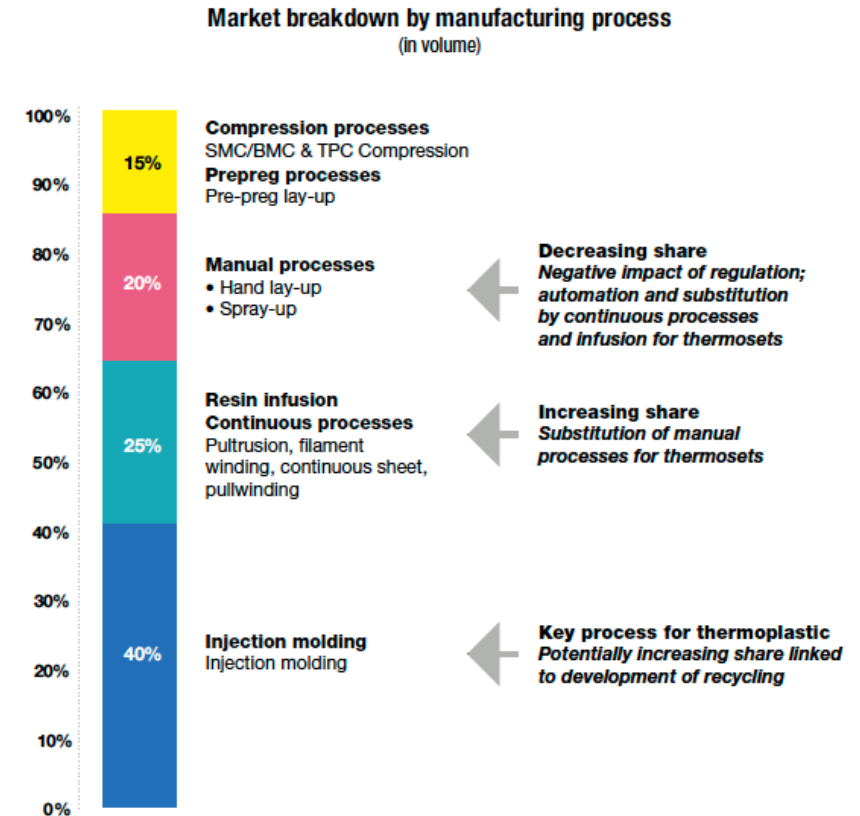 Market breakdown by manufacturing process
(in volume)
100%
90%
80%
70%
60%
50%
40%
30%
20%
10%
0%
15%
20%
25%
40%
Compression processes
SMC/BMC & TPC Compression
Prepreg processes
Pre-preg lay-up
Manual processes
• Hand lay-up
• Spray-up
Decreasing share
Negative impact of regulation;
automation and substitution
by continuous processes
and infusion for thermosets
Resin infusion
Continuous processes
Pultrusion, filament
winding, continuous sheet,
pullwinding
Increasing share
Substitution of manual
processes for thermosets
Injection molding
Injection molding
Key process for thermoplastic
Potentially increasing share linked
to development of recycling